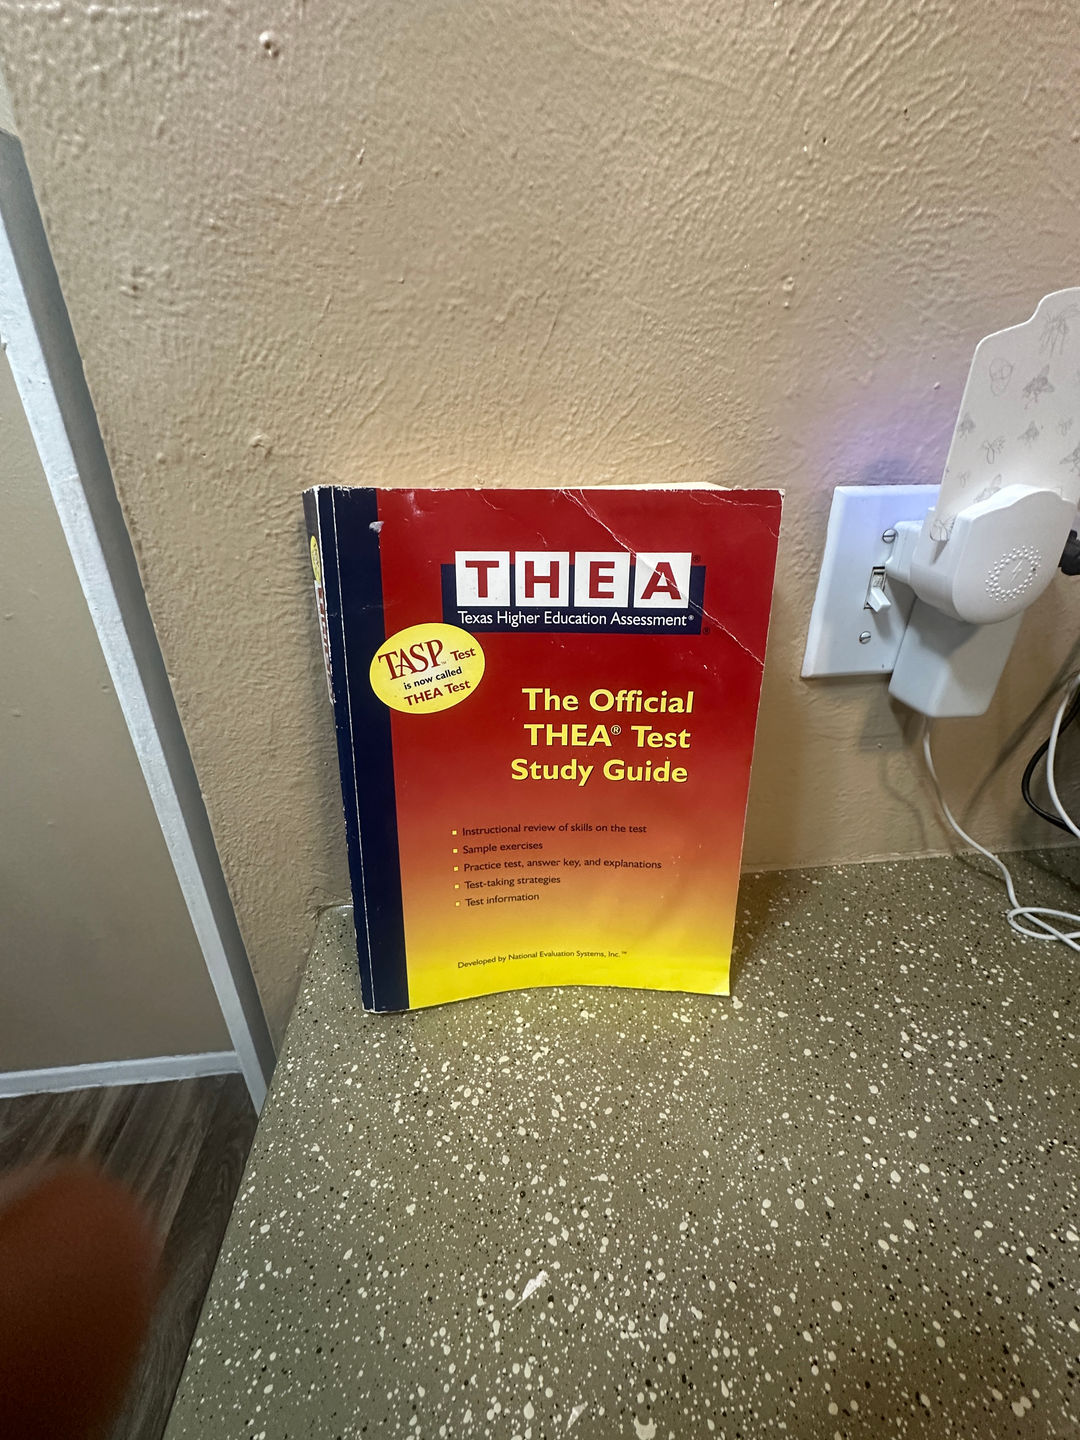 THEA®
Texas Higher Education Assessment®
TASP™ Test
is now called
THEA Test
The Official
THEA® Test
Study Guide
Instructional review of skills on the test
Sample exercises
Practice test, answer key, and explanations
Test-taking strategies
Test information
Developed by National Evaluation Systems, Inc.™